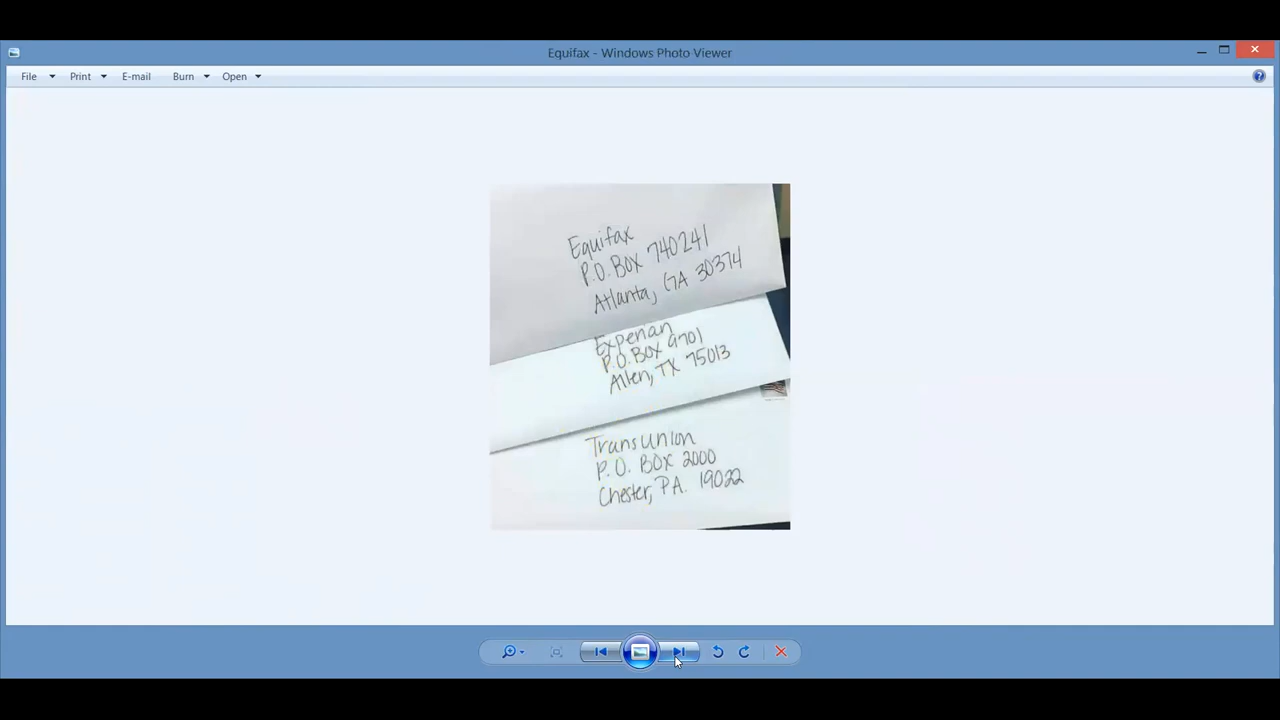 Equifax - Windows Photo Viewer
File Print E-mail Burn Open
Equifax
P.O. Box 740241
Atlanta, GA 30374
Experian
P.O. Box 9701
Allen, TX 75013
TransUnion
P.O. Box 2000
Chester, PA. 19022